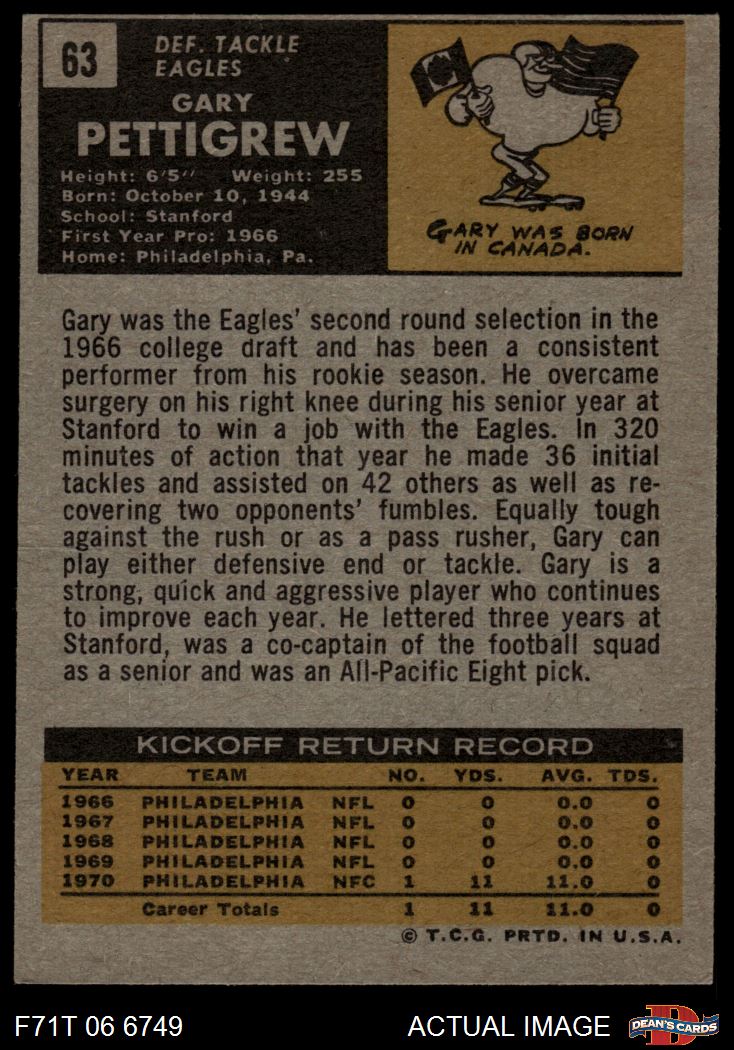 63
DEF. TACKLE
EAGLES
GARY
PETTIGREW
Height: 6'5" Weight: 255
Born: October 10, 1944
School: Stanford
First Year Pro: 1966
Home: Philadelphia, Pa.
GARY WAS BORN
IN CANADA.
Gary was the Eagles' second round selection in the
1966 college draft and has been a consistent
performer from his rookie season. He overcame
surgery on his right knee during his senior year at
Stanford to win a job with the Eagles. In 320
minutes of action that year he made 36 initial
tackles and assisted on 42 others as well as re-
covering two opponents' fumbles. Equally tough
against the rush or as a pass rusher, Gary can
play either defensive end or tackle. Gary is a
strong, quick and aggressive player who continues
to improve each year. He lettered three years at
Stanford, was a co-captain of the football squad
as a senior and was an All-Pacific Eight pick.
KICKOFF RETURN RECORD
YEAR TEAM NO. YDS. AVG. TDS.
1966 PHILADELPHIA NFL 0 0 0.0 0
1967 PHILADELPHIA NFL 0 0 0.0 0
1968 PHILADELPHIA NFL 0 0 0.0 0
1969 PHILADELPHIA NFL 0 0 0.0 0
1970 PHILADELPHIA NFC 1 11 11.0 0
Career Totals 1 11 11.0 0
© T.C.G. PRTD. IN U.S.A.
F71T 06 6749 ACTUAL IMAGE D DEAN'S CARDS